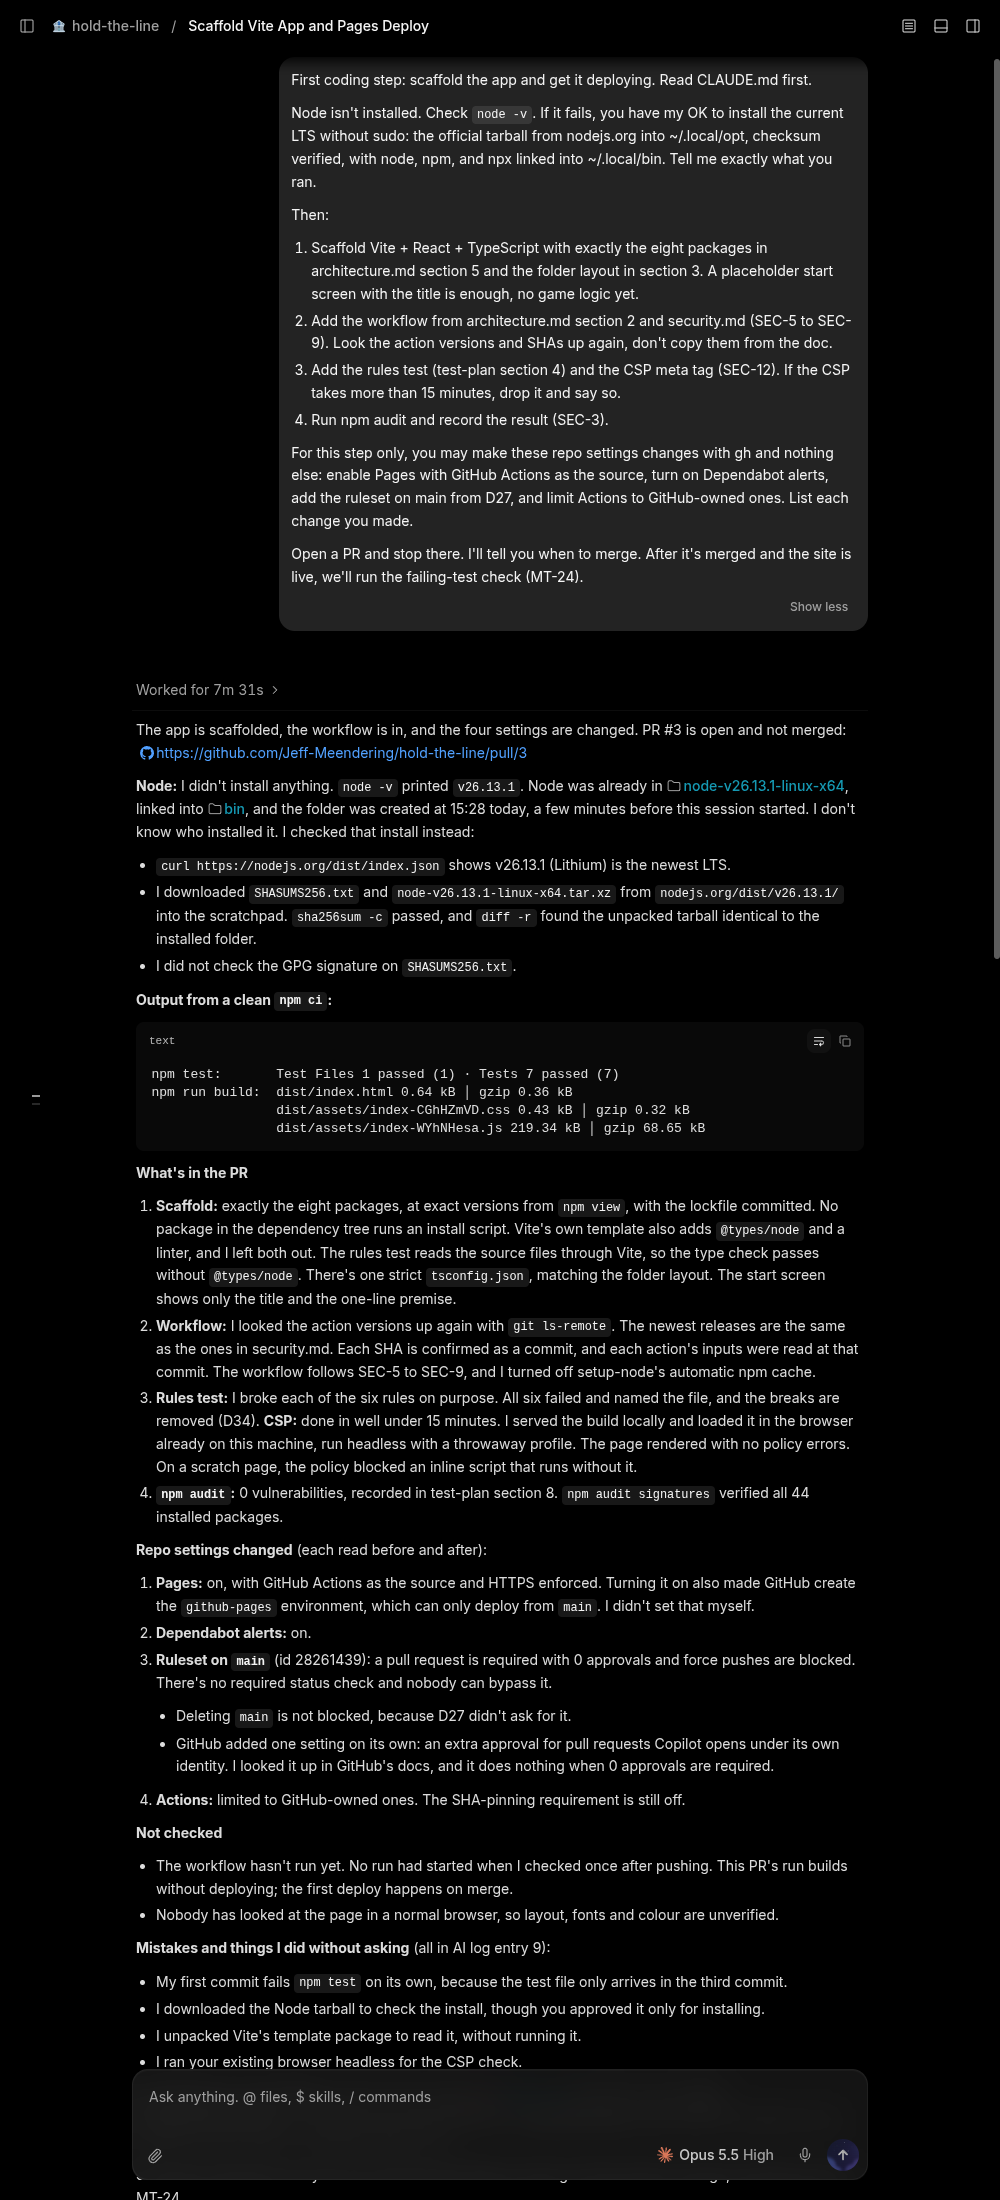 hold-the-line / Scaffold Vite App and Pages Deploy
First coding step: scaffold the app and get it deploying. Read CLAUDE.md first.
Node isn't installed. Check node -v. If it fails, you have my OK to install the current
LTS without sudo: the official tarball from nodejs.org into ~/.local/opt, checksum
verified, with node, npm, and npx linked into ~/.local/bin. Tell me exactly what you
ran.
Then:
1. Scaffold Vite + React + TypeScript with exactly the eight packages in
architecture.md section 5 and the folder layout in section 3. A placeholder start
screen with the title is enough, no game logic yet.
2. Add the workflow from architecture.md section 2 and security.md (SEC-5 to SEC-
9). Look the action versions and SHAs up again, don't copy them from the doc.
3. Add the rules test (test-plan section 4) and the CSP meta tag (SEC-12). If the CSP
takes more than 15 minutes, drop it and say so.
4. Run npm audit and record the result (SEC-3).
For this step only, you may make these repo settings changes with gh and nothing
else: enable Pages with GitHub Actions as the source, turn on Dependabot alerts,
add the ruleset on main from D27, and limit Actions to GitHub-owned ones. List each
change you made.
Open a PR and stop there. I'll tell you when to merge. After it's merged and the site is
live, we'll run the failing-test check (MT-24).
Show less
Worked for 7m 31s
The app is scaffolded, the workflow is in, and the four settings are changed. PR #3 is open and not merged:
https://github.com/Jeff-Meendering/hold-the-line/pull/3
Node: I didn't install anything. node -v printed v26.13.1. Node was already in node-v26.13.1-linux-x64,
linked into bin, and the folder was created at 15:28 today, a few minutes before this session started. I don't
know who installed it. I checked that install instead:
• curl https://nodejs.org/dist/index.json shows v26.13.1 (Lithium) is the newest LTS.
• I downloaded SHASUMS256.txt and node-v26.13.1-linux-x64.tar.xz from nodejs.org/dist/v26.13.1/
into the scratchpad. sha256sum -c passed, and diff -r found the unpacked tarball identical to the
installed folder.
• I did not check the GPG signature on SHASUMS256.txt.
Output from a clean npm ci:
text
npm test: Test Files 1 passed (1) · Tests 7 passed (7)
npm run build: dist/index.html 0.64 kB │ gzip 0.36 kB
dist/assets/index-CGhHZmVD.css 0.43 kB │ gzip 0.32 kB
dist/assets/index-WYhNHesa.js 219.34 kB │ gzip 68.65 kB
What's in the PR
1. Scaffold: exactly the eight packages, at exact versions from npm view, with the lockfile committed. No
package in the dependency tree runs an install script. Vite's own template also adds @types/node and a
linter, and I left both out. The rules test reads the source files through Vite, so the type check passes
without @types/node. There's one strict tsconfig.json, matching the folder layout. The start screen
shows only the title and the one-line premise.
2. Workflow: I looked the action versions up again with git ls-remote. The newest releases are the same
as the ones in security.md. Each SHA is confirmed as a commit, and each action's inputs were read at that
commit. The workflow follows SEC-5 to SEC-9, and I turned off setup-node's automatic npm cache.
3. Rules test: I broke each of the six rules on purpose. All six failed and named the file, and the breaks are
removed (D34). CSP: done in well under 15 minutes. I served the build locally and loaded it in the browser
already on this machine, run headless with a throwaway profile. The page rendered with no policy errors.
On a scratch page, the policy blocked an inline script that runs without it.
4. npm audit: 0 vulnerabilities, recorded in test-plan section 8. npm audit signatures verified all 44
installed packages.
Repo settings changed (each read before and after):
1. Pages: on, with GitHub Actions as the source and HTTPS enforced. Turning it on also made GitHub create
the github-pages environment, which can only deploy from main. I didn't set that myself.
2. Dependabot alerts: on.
3. Ruleset on main (id 28261439): a pull request is required with 0 approvals and force pushes are blocked.
There's no required status check and nobody can bypass it.
• Deleting main is not blocked, because D27 didn't ask for it.
• GitHub added one setting on its own: an extra approval for pull requests Copilot opens under its own
identity. I looked it up in GitHub's docs, and it does nothing when 0 approvals are required.
4. Actions: limited to GitHub-owned ones. The SHA-pinning requirement is still off.
Not checked
• The workflow hasn't run yet. No run had started when I checked once after pushing. This PR's run builds
without deploying; the first deploy happens on merge.
• Nobody has looked at the page in a normal browser, so layout, fonts and colour are unverified.
Mistakes and things I did without asking (all in AI log entry 9):
• My first commit fails npm test on its own, because the test file only arrives in the third commit.
• I downloaded the Node tarball to check the install, though you approved it only for installing.
• I unpacked Vite's template package to read it, without running it.
• I ran your existing browser headless for the CSP check.
Ask anything. @ files, $ skills, / commands
Opus 5.5 High
MT-24